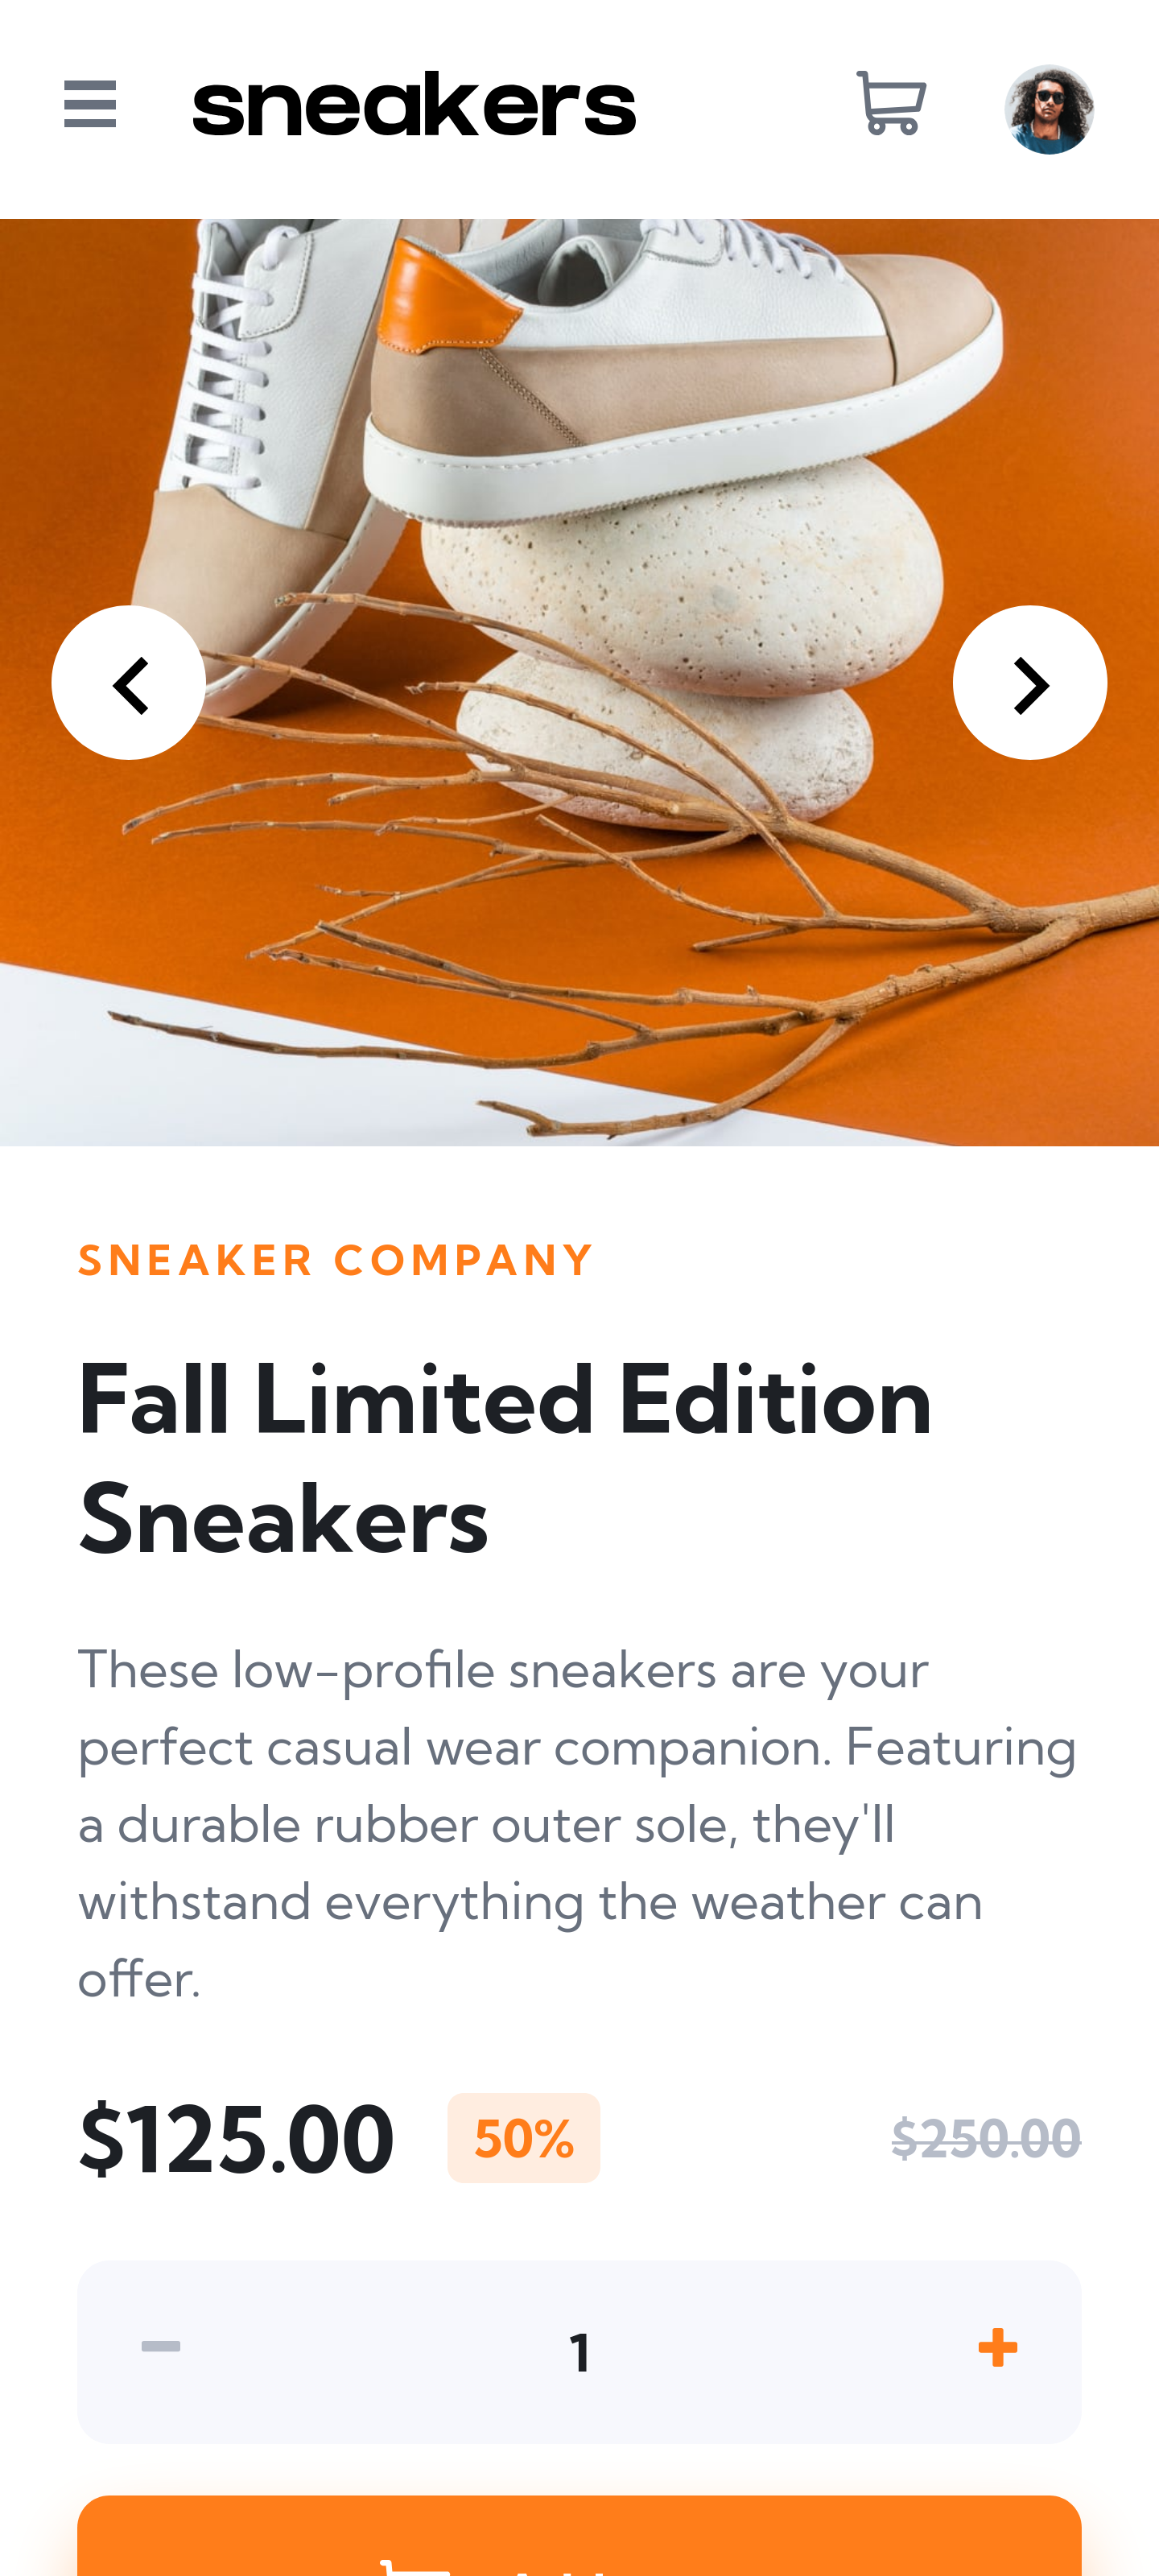 sneakers
SNEAKER COMPANY
Fall Limited Edition
Sneakers
These low-profile sneakers are your
perfect casual wear companion. Featuring
a durable rubber outer sole, they'll
withstand everything the weather can
offer.
$125.00 50% $250.00
1